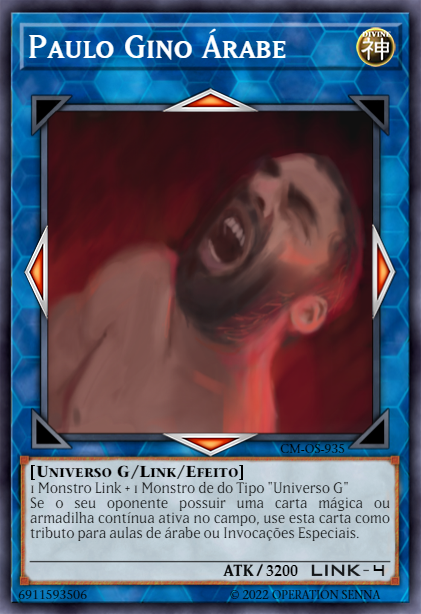 Paulo Gino Árabe
DIVINE
神
CM-OS-935
[Universo G/Link/Efeito]
1 Monstro Link + 1 Monstro de do Tipo "Universo G"
Se o seu oponente possuir uma carta mágica ou
armadilha contínua ativa no campo, use esta carta como
tributo para aulas de árabe ou Invocações Especiais.
ATK / 3200 LINK-4
6911593506 © 2022 OPERATION SENNA